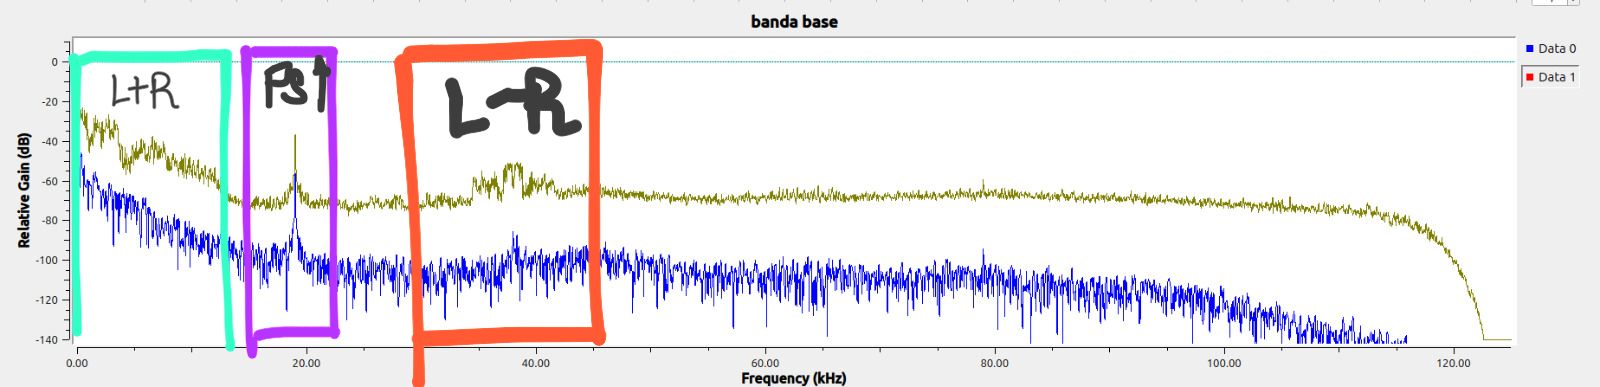 banda base
Data 0
Data 1
L+R
L-R
Relative Gain (dB)
0
-20
-40
-60
-80
-100
-120
-140
0.00 20.00 40.00 60.00 80.00 100.00 120.00
Frequency (kHz)